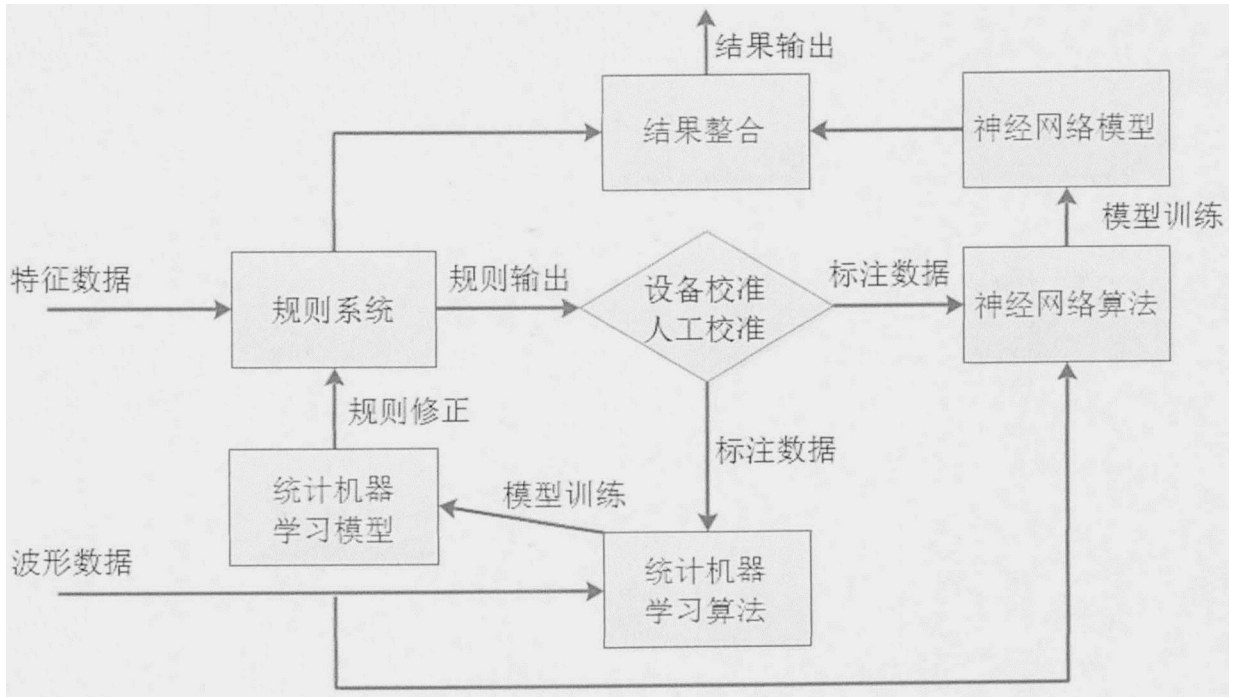 结果输出
结果整合
神经网络模型
模型训练
特征数据
规则系统
规则输出
设备校准
人工校准
标注数据
神经网络算法
规则修正
标注数据
统计机器
学习模型
模型训练
波形数据
统计机器
学习算法